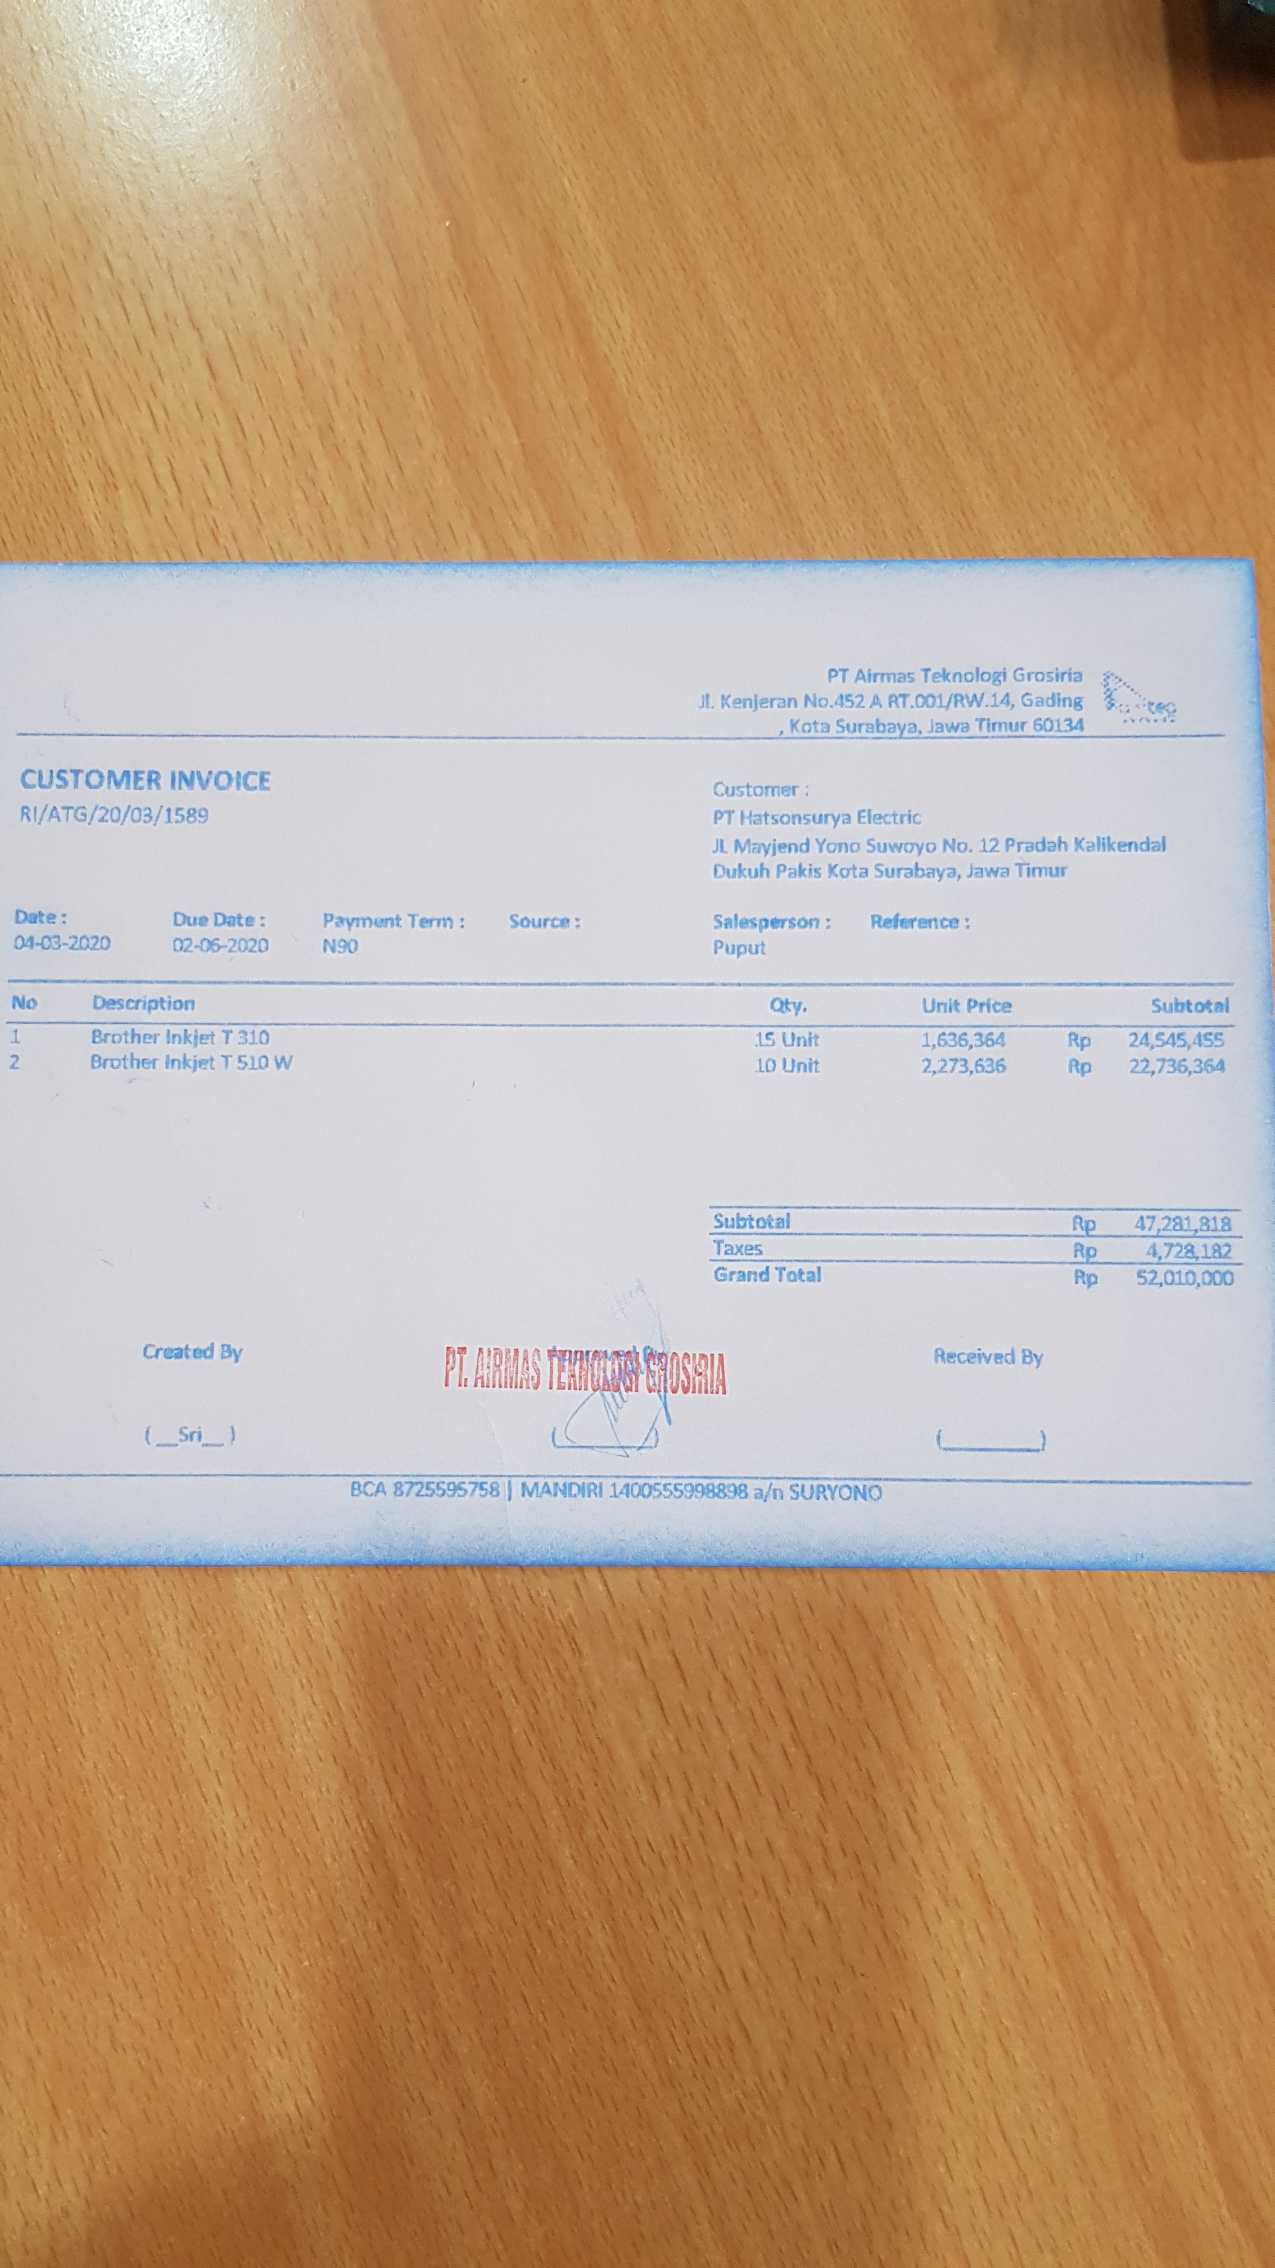 PT Airmas Teknologi Grosiria
Jl. Kenjeran No.452 A RT.001/RW.14, Gading
, Kota Surabaya, Jawa Timur 60134
CUSTOMER INVOICE
RI/ATG/20/03/1589
Customer :
PT Hatsonsurya Electric
JL Mayjend Yono Suwoyo No. 12 Pradah Kalikendal
Dukuh Pakis Kota Surabaya, Jawa Timur
Date : Due Date : Payment Term : Source : Salesperson : Reference :
04-03-2020 02-06-2020 N90 Puput
No Description Qty. Unit Price Subtotal
1 Brother Inkjet T 310 15 Unit 1,636,364 Rp 24,545,455
2 Brother Inkjet T 510 W 10 Unit 2,273,636 Rp 22,736,364
Subtotal Rp 47,281,818
Taxes Rp 4,728,182
Grand Total Rp 52,010,000
Created By Received By
PT. AIRMAS TEKNOLOGI GROSIRIA
(__Sri__) (________) (________)
BCA 8725595758 | MANDIRI 1400555998898 a/n SURYONO